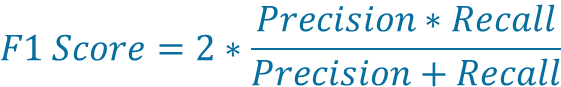 F1 Score = 2 * (Precision * Recall) / (Precision + Recall)